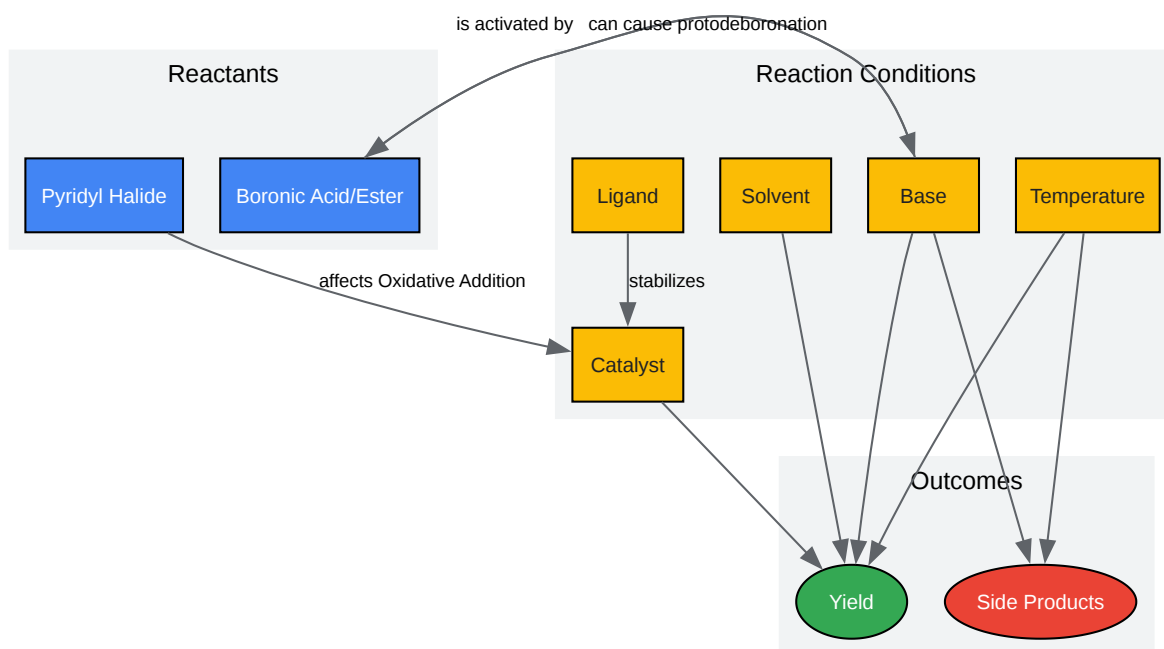 is activated by
can cause protodeboronation
Reactants
Reaction Conditions
Pyridyl Halide
Boronic Acid/Ester
Ligand
Solvent
Base
Temperature
affects Oxidative Addition
stabilizes
Catalyst
Outcomes
Yield
Side Products